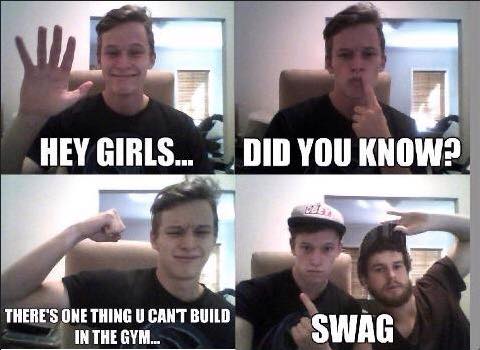 HEY GIRLS...
DID YOU KNOW?
THERE'S ONE THING U CAN'T BUILD
IN THE GYM...
SWAG